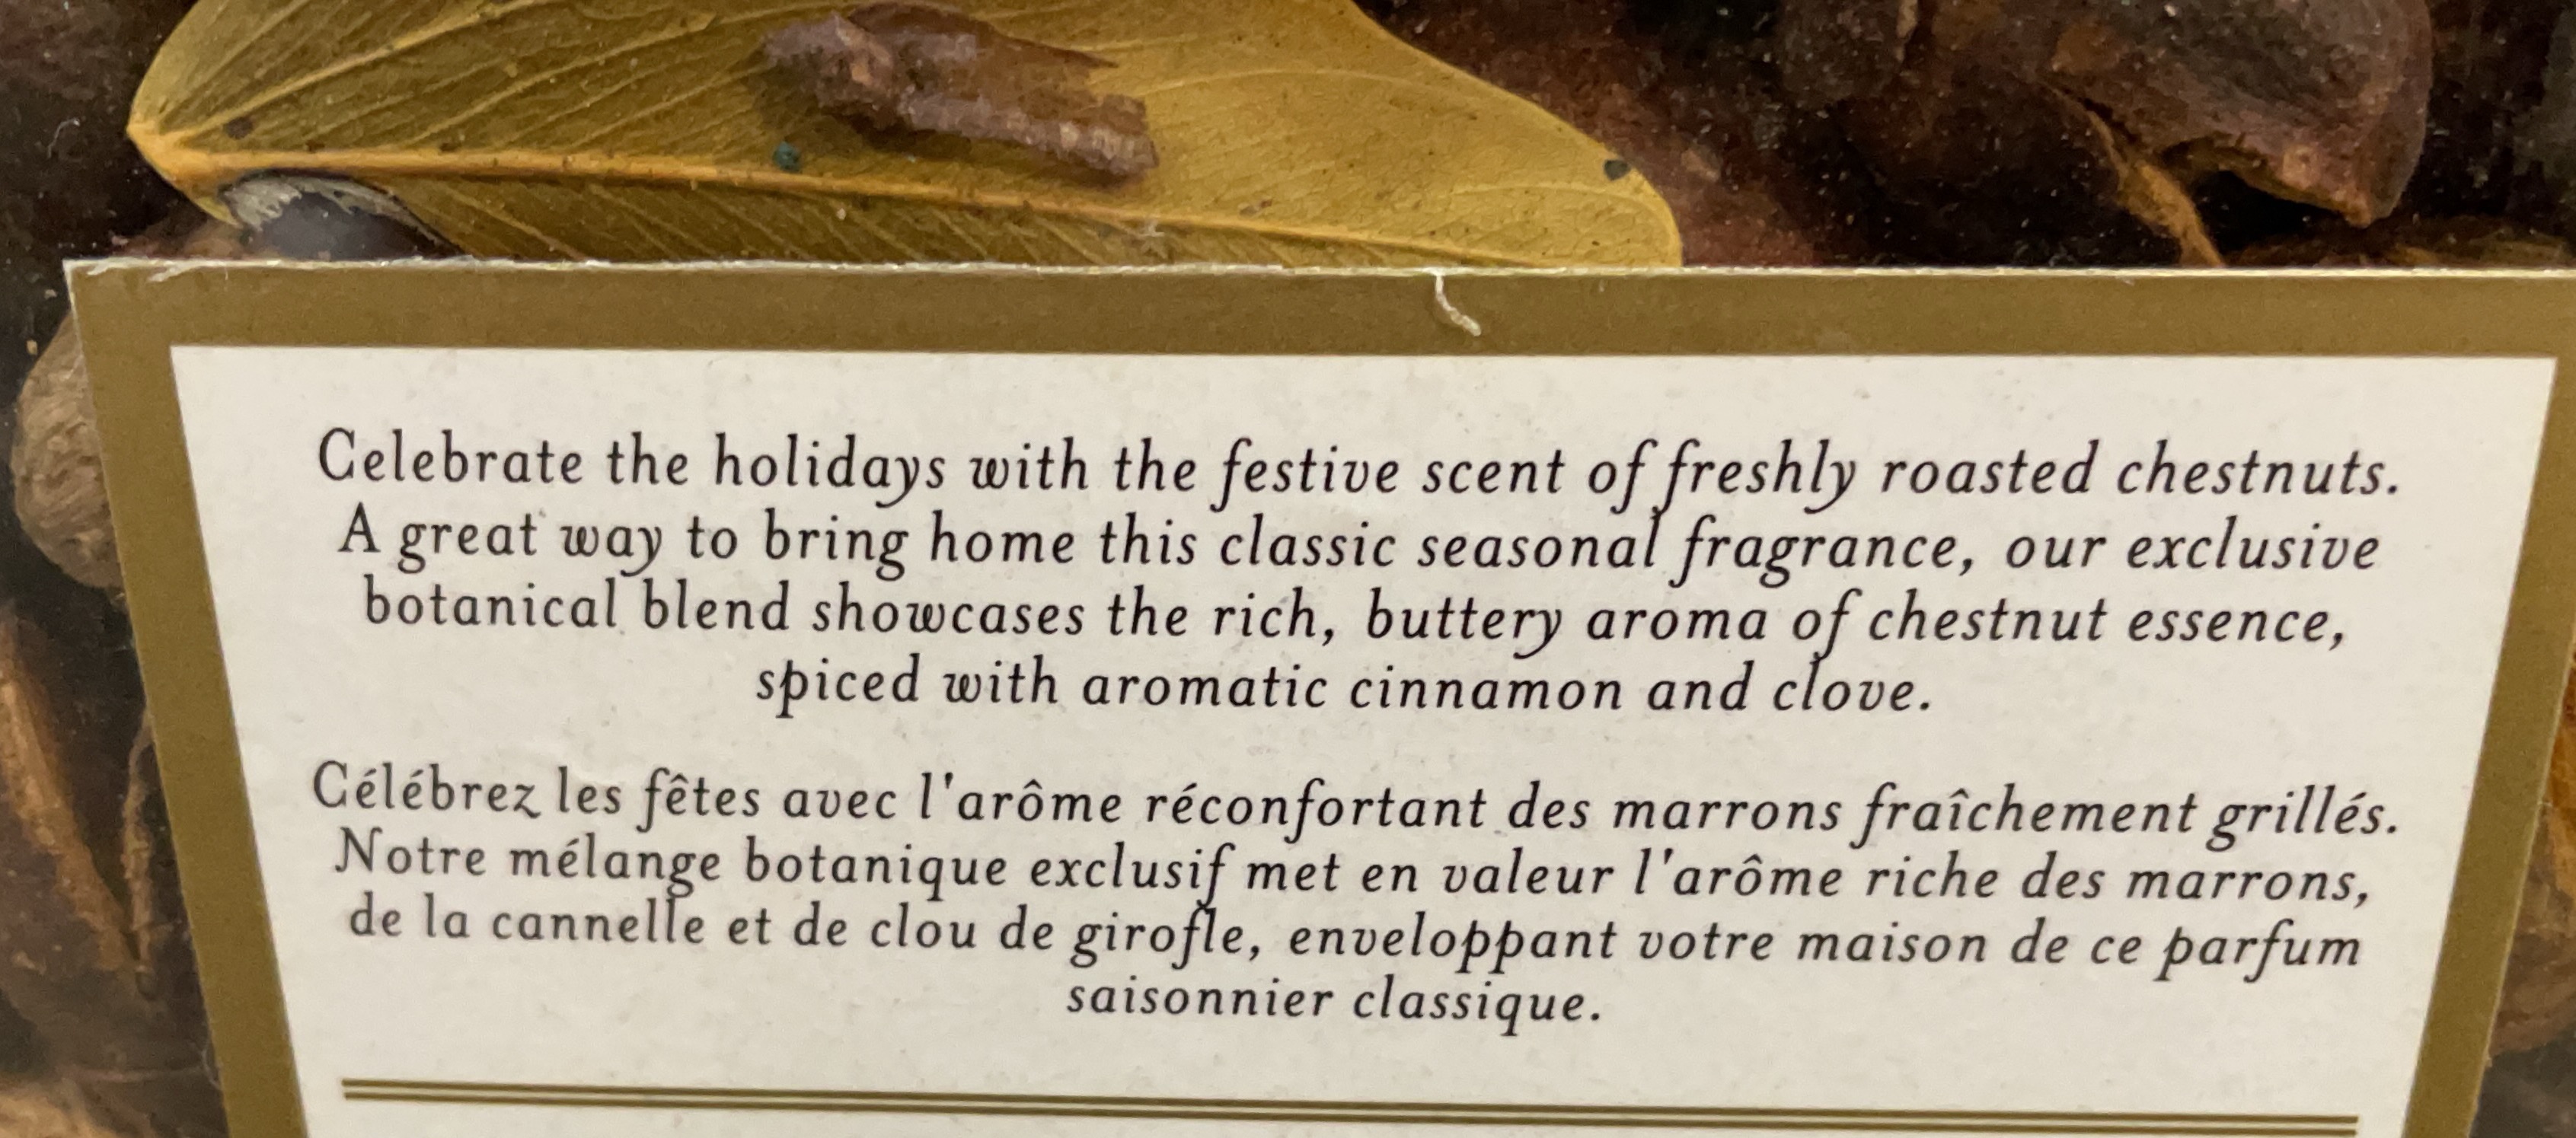 Celebrate the holidays with the festive scent of freshly roasted chestnuts.
A great way to bring home this classic seasonal fragrance, our exclusive
botanical blend showcases the rich, buttery aroma of chestnut essence,
spiced with aromatic cinnamon and clove.
Célébrez les fêtes avec l'arôme réconfortant des marrons fraîchement grillés.
Notre mélange botanique exclusif met en valeur l'arôme riche des marrons,
de la cannelle et de clou de girofle, enveloppant votre maison de ce parfum
saisonnier classique.